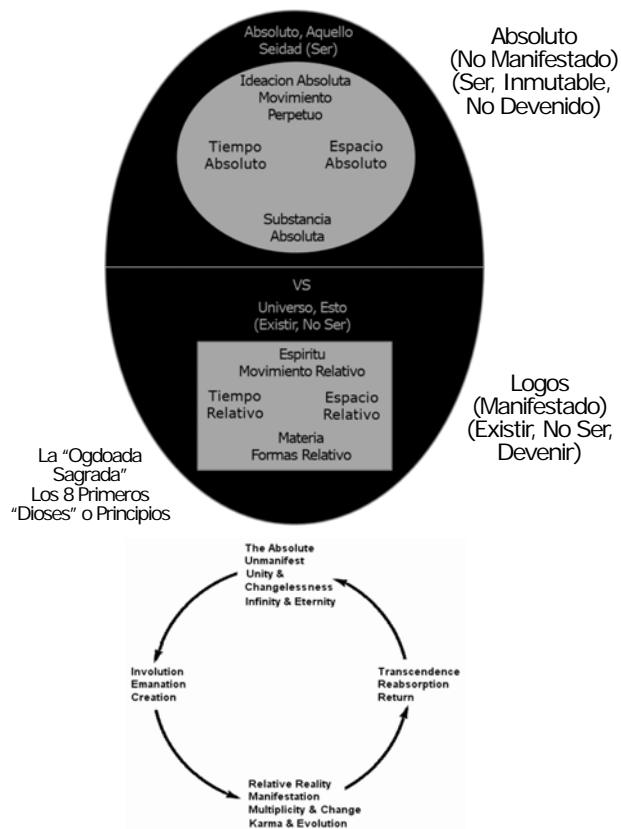 Absoluto, Aquello
Seidad (Ser)
Ideacion Absoluta
Movimiento
Perpetuo
Tiempo
Absoluto
Espacio
Absoluto
Substancia
Absoluta
Absoluto
(No Manifestado)
(Ser, Inmutable,
No Devenido)
VS
Universo, Esto
(Existir, No Ser)
Espiritu
Movimiento Relativo
Tiempo
Relativo
Espacio
Relativo
Materia
Formas Relativo
Logos
(Manifestado)
(Existir, No Ser,
Devenir)
La "Ogdoada
Sagrada"
Los 8 Primeros
"Dioses" o Principios
The Absolute
Unmanifest
Unity &
Changelessness
Infinity & Eternity
Involution
Emanation
Creation
Transcendence
Reabsorption
Return
Relative Reality
Manifestation
Multiplicity & Change
Karma & Evolution